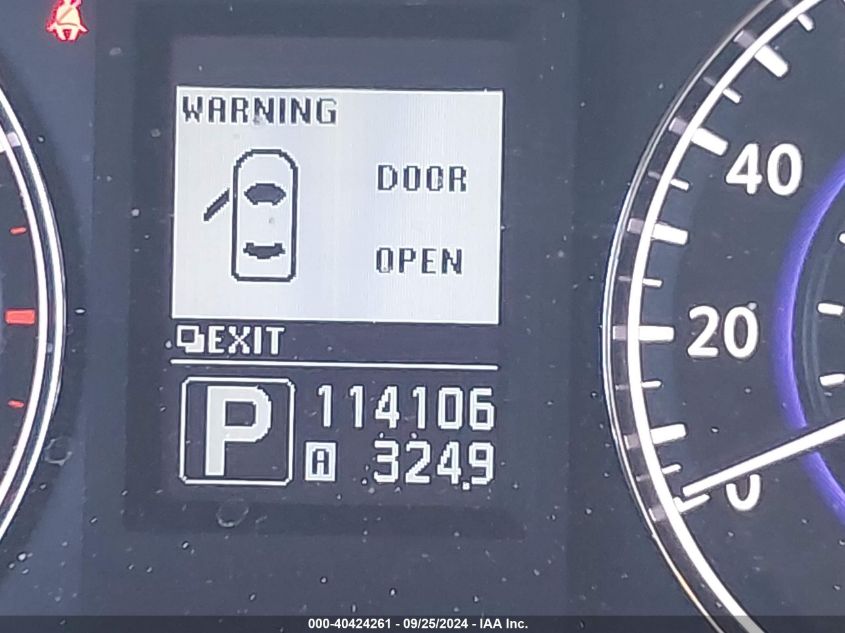 WARNING
DOOR
OPEN
EXIT
P
114106
A 324.9
40
20
0
000-40424261 - 09/25/2024 - IAA Inc.